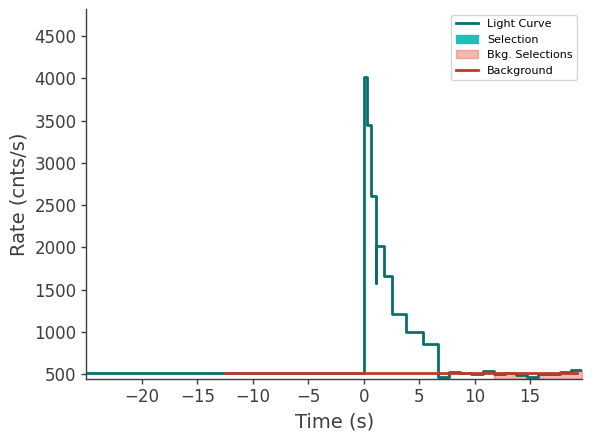 Light Curve
Selection
Bkg. Selections
Background
4500
4000
3500
3000
2500
2000
1500
1000
500
Rate (cnts/s)
−20 −15 −10 −5 0 5 10 15
Time (s)